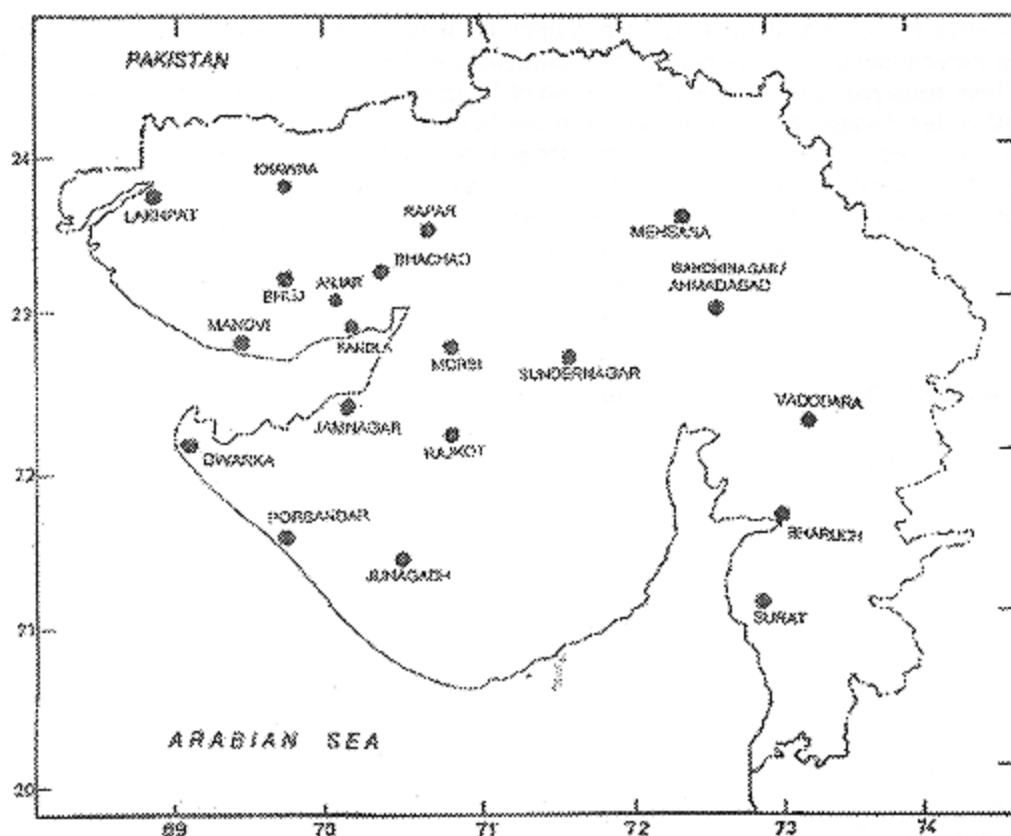 PAKISTAN
24
LAKHPAT
RAPAR
MEHSANA
BHACHAO
GANDHINAGAR/
AHMADABAD
ANJAR
BHUJ
23
MANDVI
KANDLA
MORBI
SUNDERNAGAR
VADODARA
JAMNAGAR
RAJKOT
DWARKA
22
PORBANDAR
BHARUCH
JUNAGADH
SURAT
21
ARABIAN SEA
20
69 70 71 72 73 74